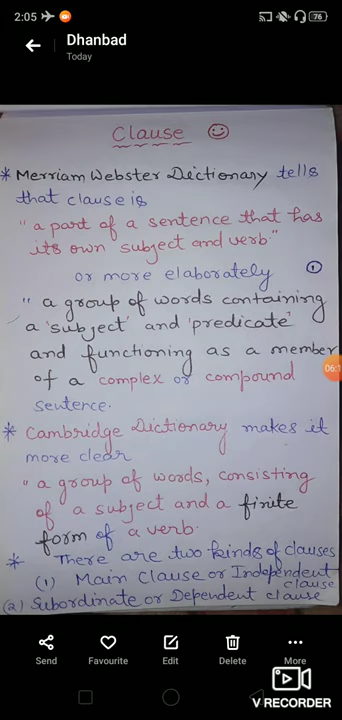 2:05
76
Dhanbad
Today
Clause
* Merriam Webster Dictionary tells
that clause is
"a part of a sentence that has
its own subject and verb"
or more elaborately ①
" a group of words containing
a 'subject' and 'predicate'
and functioning as a member
of a complex or compound
sentence.
06:1
* Cambridge Dictionary makes it
more clear
" a group of words, consisting
of a subject and a finite
form of a verb.
* There are two kinds of clauses
(1) Main Clause or Independent
clause
(2) Subordinate or Dependent clause
Send
Favourite
Edit
Delete
More
V RECORDER